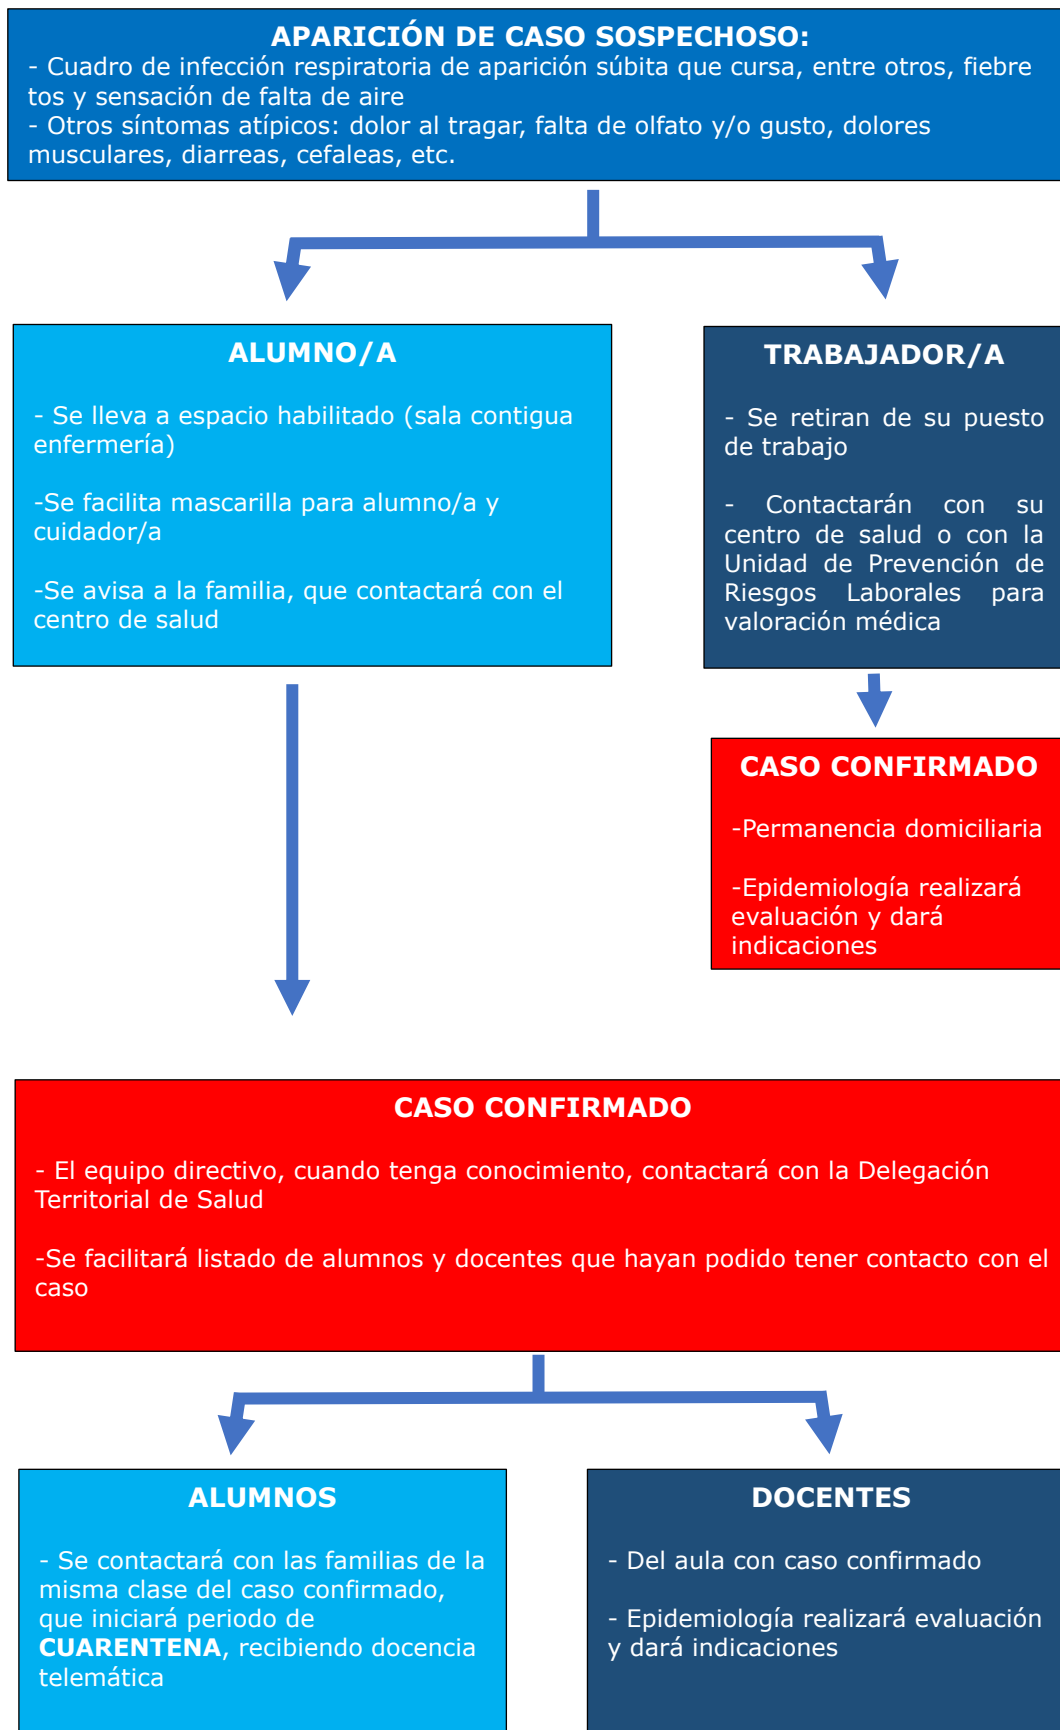 APARICIÓN DE CASO SOSPECHOSO:
- Cuadro de infección respiratoria de aparición súbita que cursa, entre otros, fiebre
tos y sensación de falta de aire
- Otros síntomas atípicos: dolor al tragar, falta de olfato y/o gusto, dolores
musculares, diarreas, cefaleas, etc.
ALUMNO/A
- Se lleva a espacio habilitado (sala contigua
enfermería)
-Se facilita mascarilla para alumno/a y
cuidador/a
-Se avisa a la familia, que contactará con el
centro de salud
TRABAJADOR/A
- Se retiran de su puesto
de trabajo
- Contactarán con su
centro de salud o con la
Unidad de Prevención de
Riesgos Laborales para
valoración médica
CASO CONFIRMADO
-Permanencia domiciliaria
-Epidemiología realizará
evaluación y dará
indicaciones
CASO CONFIRMADO
- El equipo directivo, cuando tenga conocimiento, contactará con la Delegación
Territorial de Salud
-Se facilitará listado de alumnos y docentes que hayan podido tener contacto con el
caso
ALUMNOS
- Se contactará con las familias de la
misma clase del caso confirmado,
que iniciará periodo de
CUARENTENA, recibiendo docencia
telemática
DOCENTES
- Del aula con caso confirmado
- Epidemiología realizará evaluación
y dará indicaciones